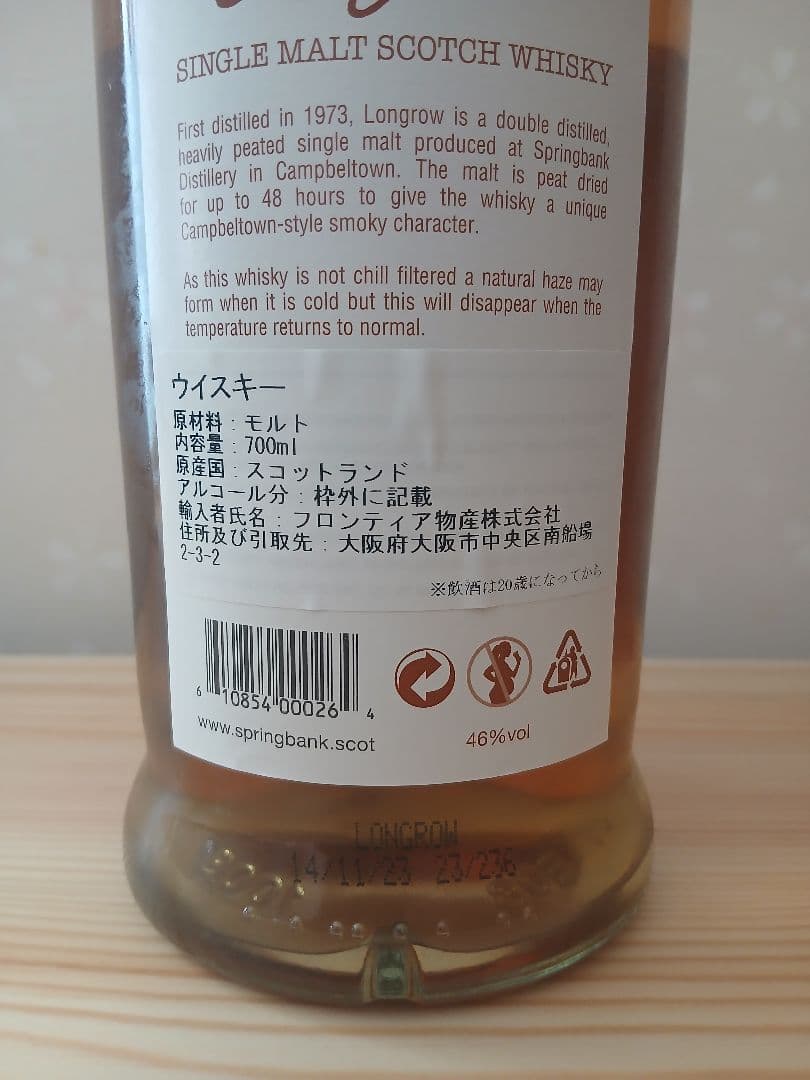 SINGLE MALT SCOTCH WHISKY
First distilled in 1973, Longrow is a double distilled,
heavily peated single malt produced at Springbank
Distillery in Campbeltown. The malt is peat dried
for up to 48 hours to give the whisky a unique
Campbeltown-style smoky character.
As this whisky is not chill filtered a natural haze may
form when it is cold but this will disappear when the
temperature returns to normal.
ウイスキー
原材料：モルト
内容量：700ml
原産国：スコットランド
アルコール分：枠外に記載
輸入者氏名：フロンティア物産株式会社
住所及び引取先：大阪府大阪市中央区南船場
2-3-2
※飲酒は20歳になってから
6 10854 00026 4
www.springbank.scot
46%vol
LONGROW
14/11/23 23/236